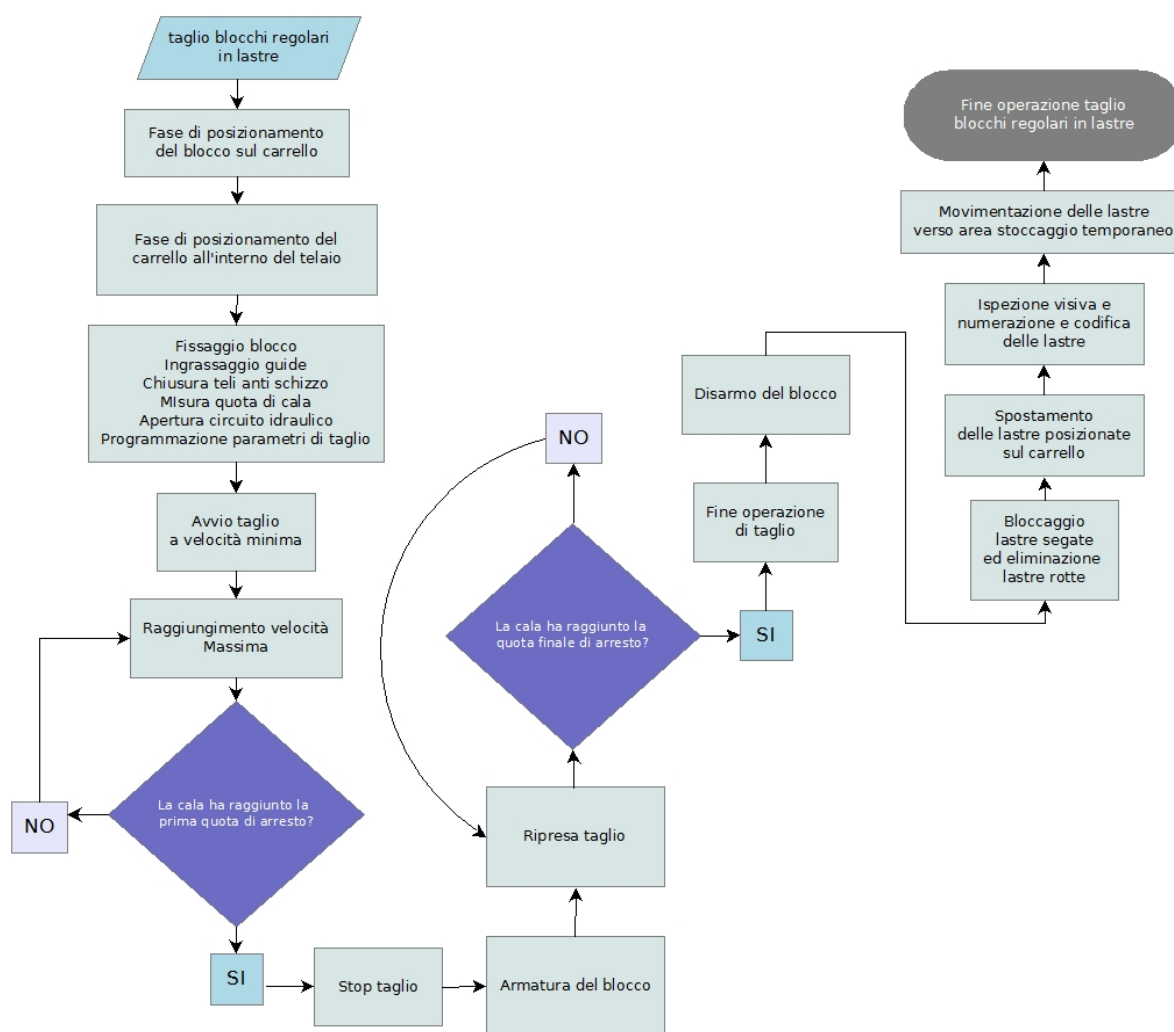 taglio blocchi regolari
in lastre
Fase di posizionamento
del blocco sul carrello
Fase di posizionamento del
carrello all'interno del telaio
Fissaggio blocco
Ingrassaggio guide
Chiusura teli anti schizzo
MIsura quota di cala
Apertura circuito idraulico
Programmazione parametri di taglio
Avvio taglio
a velocità minima
Raggiungimento velocità
Massima
La cala ha raggiunto la
prima quota di arresto?
NO
SI
Stop taglio
Armatura del blocco
Ripresa taglio
La cala ha raggiunto la
quota finale di arresto?
NO
SI
Fine operazione
di taglio
Disarmo del blocco
Bloccaggio
lastre segate
ed eliminazione
lastre rotte
Spostamento
delle lastre posizionate
sul carrello
Ispezione visiva e
numerazione e codifica
delle lastre
Movimentazione delle lastre
verso area stoccaggio temporaneo
Fine operazione taglio
blocchi regolari in lastre